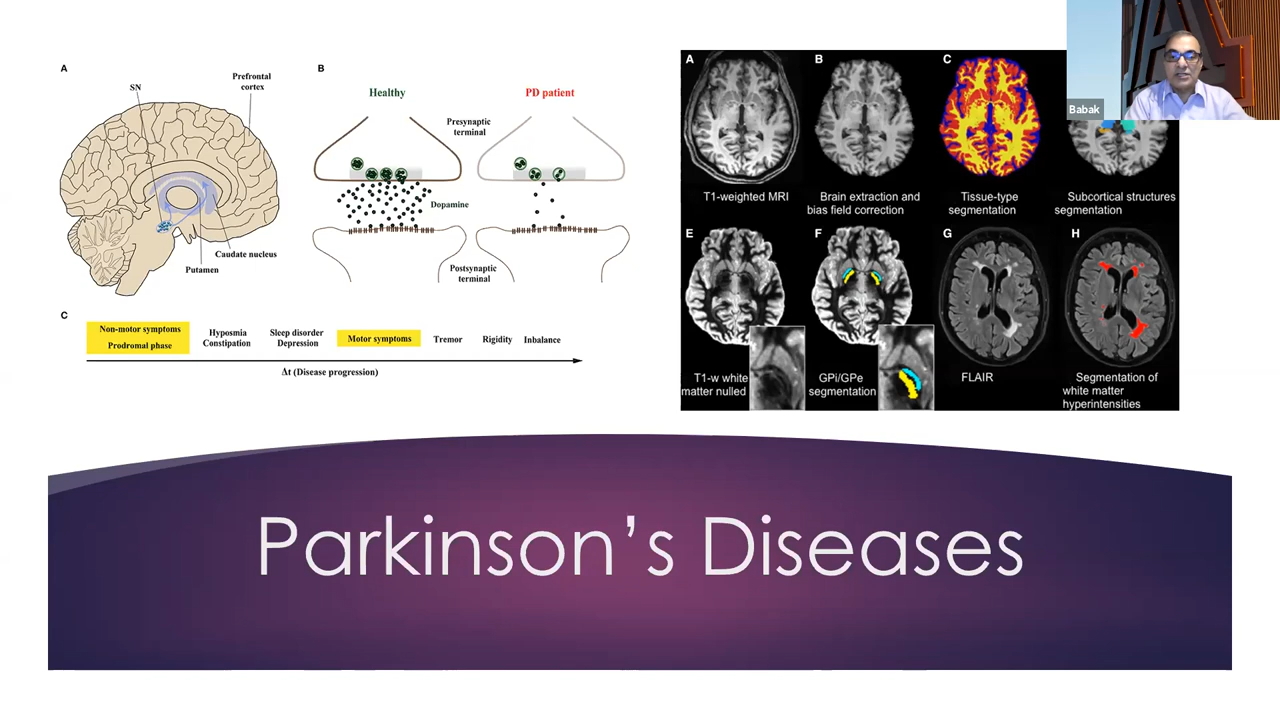 A
SN
Prefrontal
cortex
Caudate nucleus
Putamen
B
Healthy
PD patient
Presynaptic
terminal
Dopamine
Postsynaptic
terminal
C
Non-motor symptoms
Prodromal phase
Hyposmia
Constipation
Sleep disorder
Depression
Motor symptoms
Tremor
Rigidity
Inbalance
Δt (Disease progression)
A
T1-weighted MRI
B
Brain extraction and
bias field correction
C
Tissue-type
segmentation
Subcortical structures
segmentation
E
T1-w white
matter nulled
F
GPi/GPe
segmentation
G
FLAIR
H
Segmentation of
white matter
hyperintensities
Babak
Parkinson’s Diseases